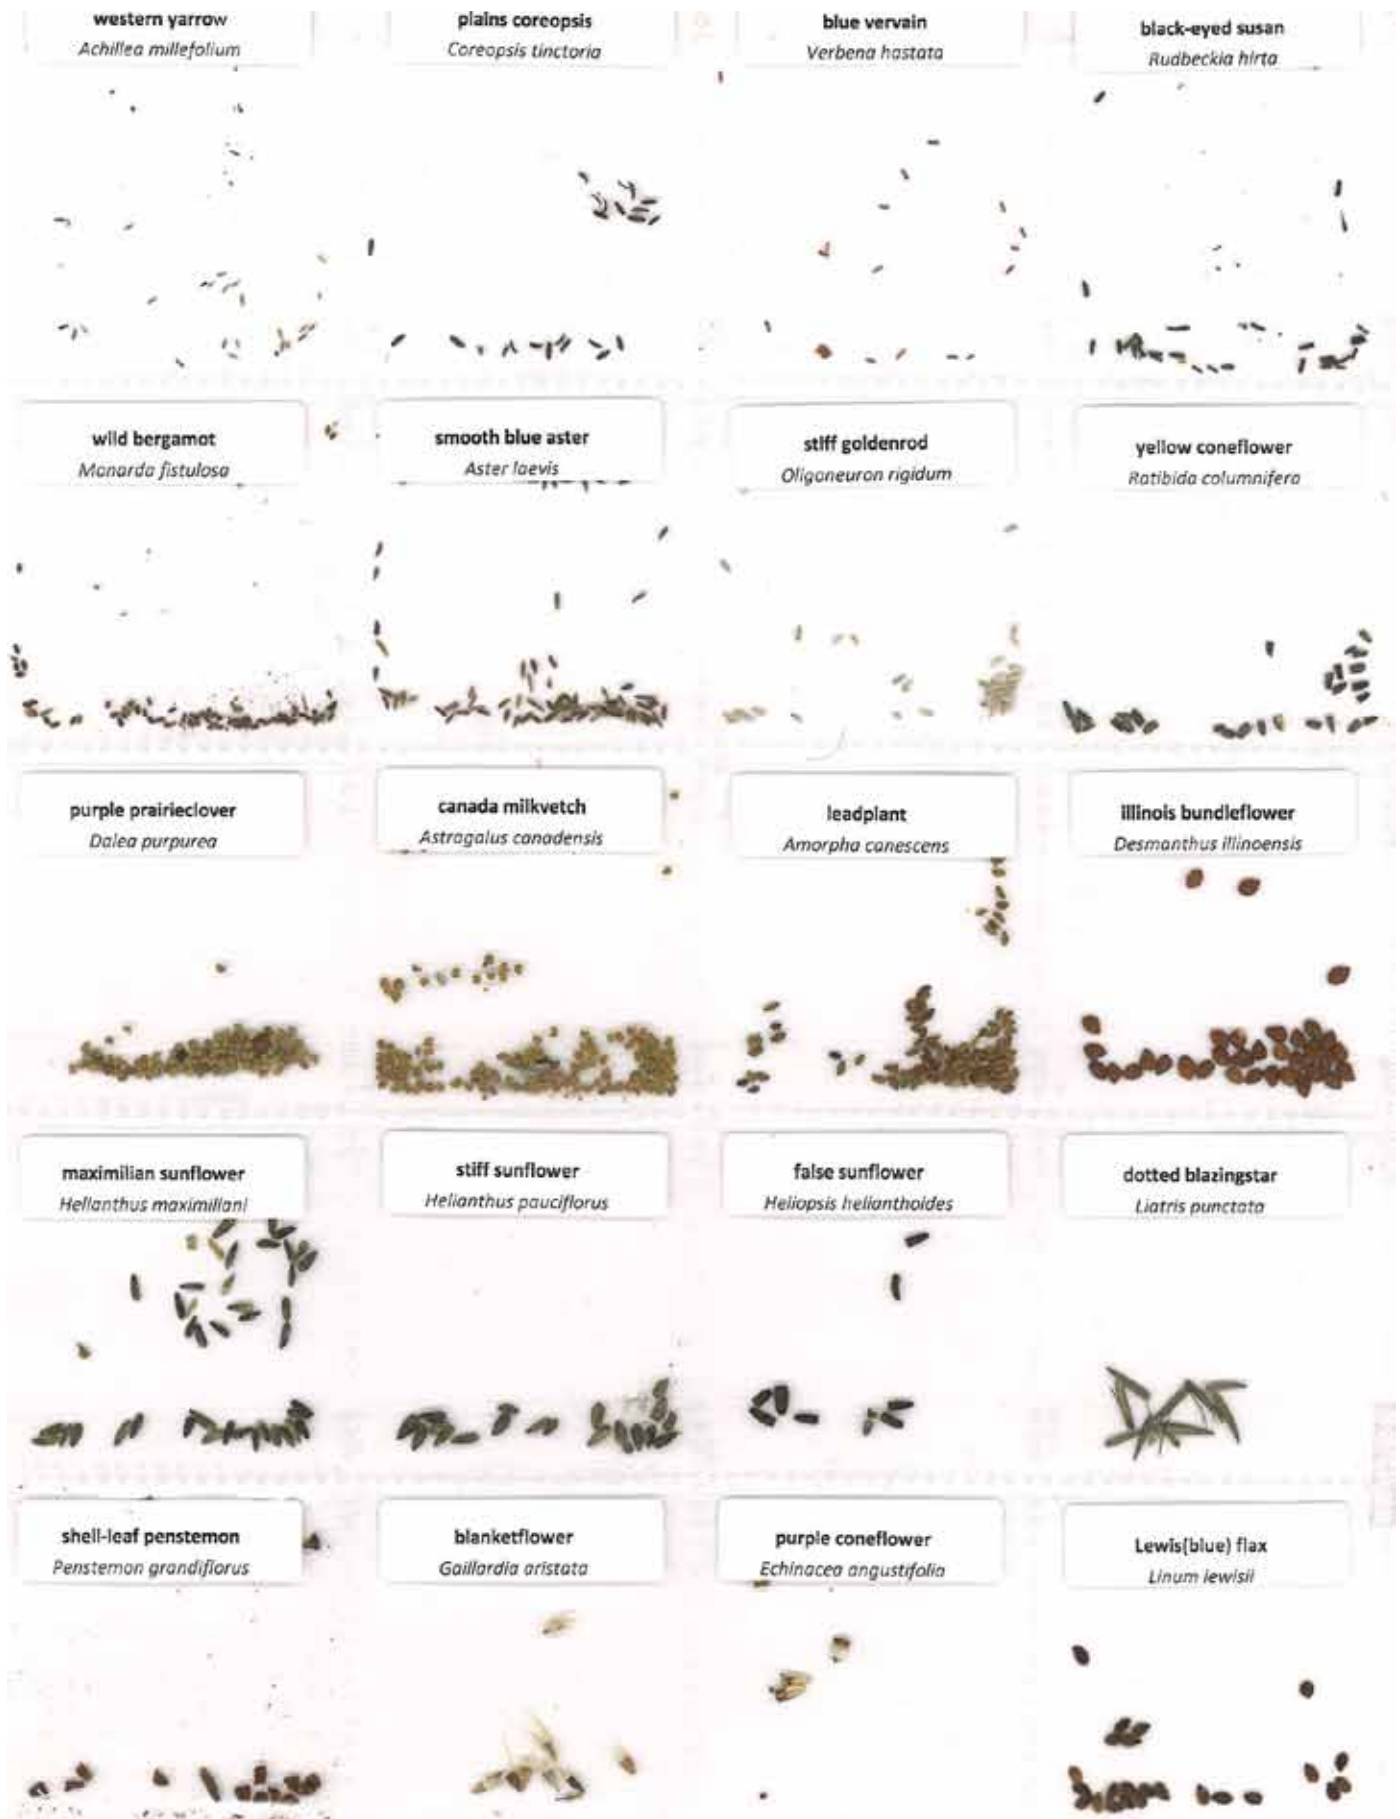 western yarrow
Achillea millefolium
plains coreopsis
Coreopsis tinctoria
blue vervain
Verbena hastata
black-eyed susan
Rudbeckia hirta
wild bergamot
Monarda fistulosa
smooth blue aster
Aster laevis
stiff goldenrod
Oligoneuron rigidum
yellow coneflower
Ratibida columnifera
purple prairieclover
Dalea purpurea
canada milkvetch
Astragalus canadensis
leadplant
Amorpha canescens
illinois bundleflower
Desmanthus illinoensis
maximilian sunflower
Helianthus maximiliani
stiff sunflower
Helianthus pauciflorus
false sunflower
Heliopsis helianthoides
dotted blazingstar
Liatris punctata
shell-leaf penstemon
Penstemon grandiflorus
blanketflower
Gaillardia aristata
purple coneflower
Echinacea angustifolia
Lewis(blue) flax
Linum lewisii